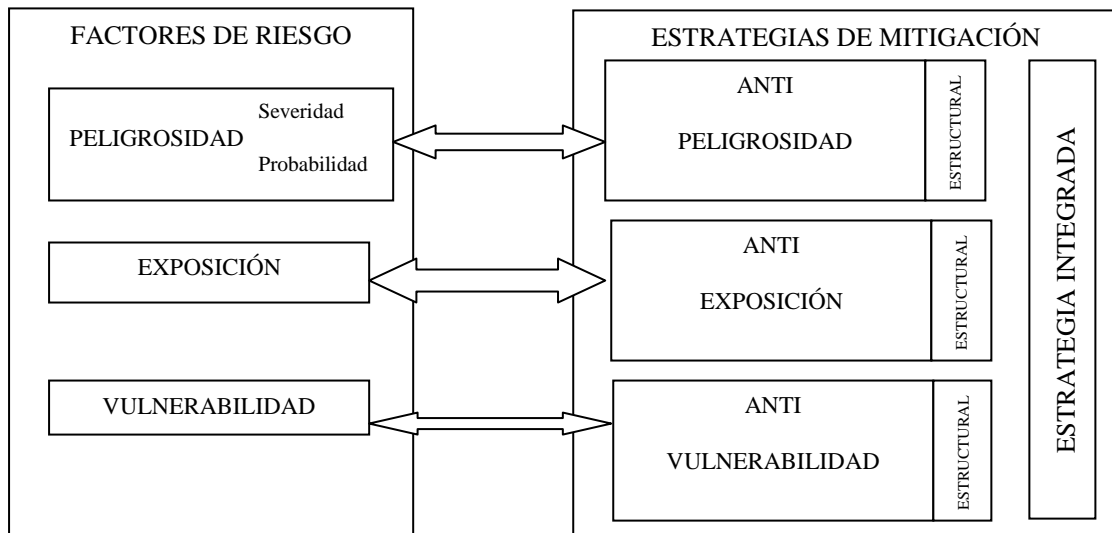 FACTORES DE RIESGO
Severidad
PELIGROSIDAD
Probabilidad
EXPOSICIÓN
VULNERABILIDAD
ESTRATEGIAS DE MITIGACIÓN
ANTI
PELIGROSIDAD
ESTRUCTURAL
ANTI
EXPOSICIÓN
ESTRUCTURAL
ANTI
VULNERABILIDAD
ESTRUCTURAL
ESTRATEGIA INTEGRADA